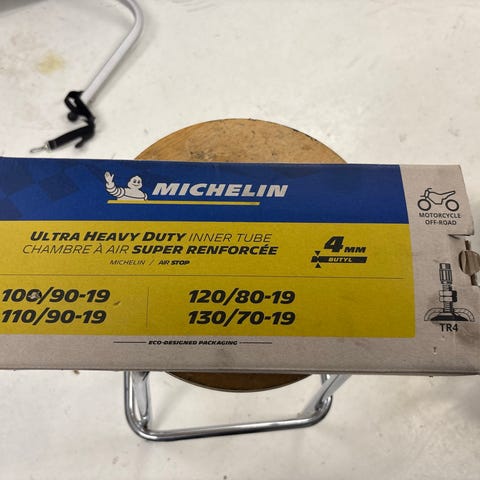 MICHELIN
ULTRA HEAVY DUTY INNER TUBE
CHAMBRE À AIR SUPER RENFORCÉE
MICHELIN / AIR STOP
4 MM
BUTYL
MOTORCYCLE
OFF-ROAD
100/90-19
120/80-19
110/90-19
130/70-19
TR4
ECO-DESIGNED PACKAGING